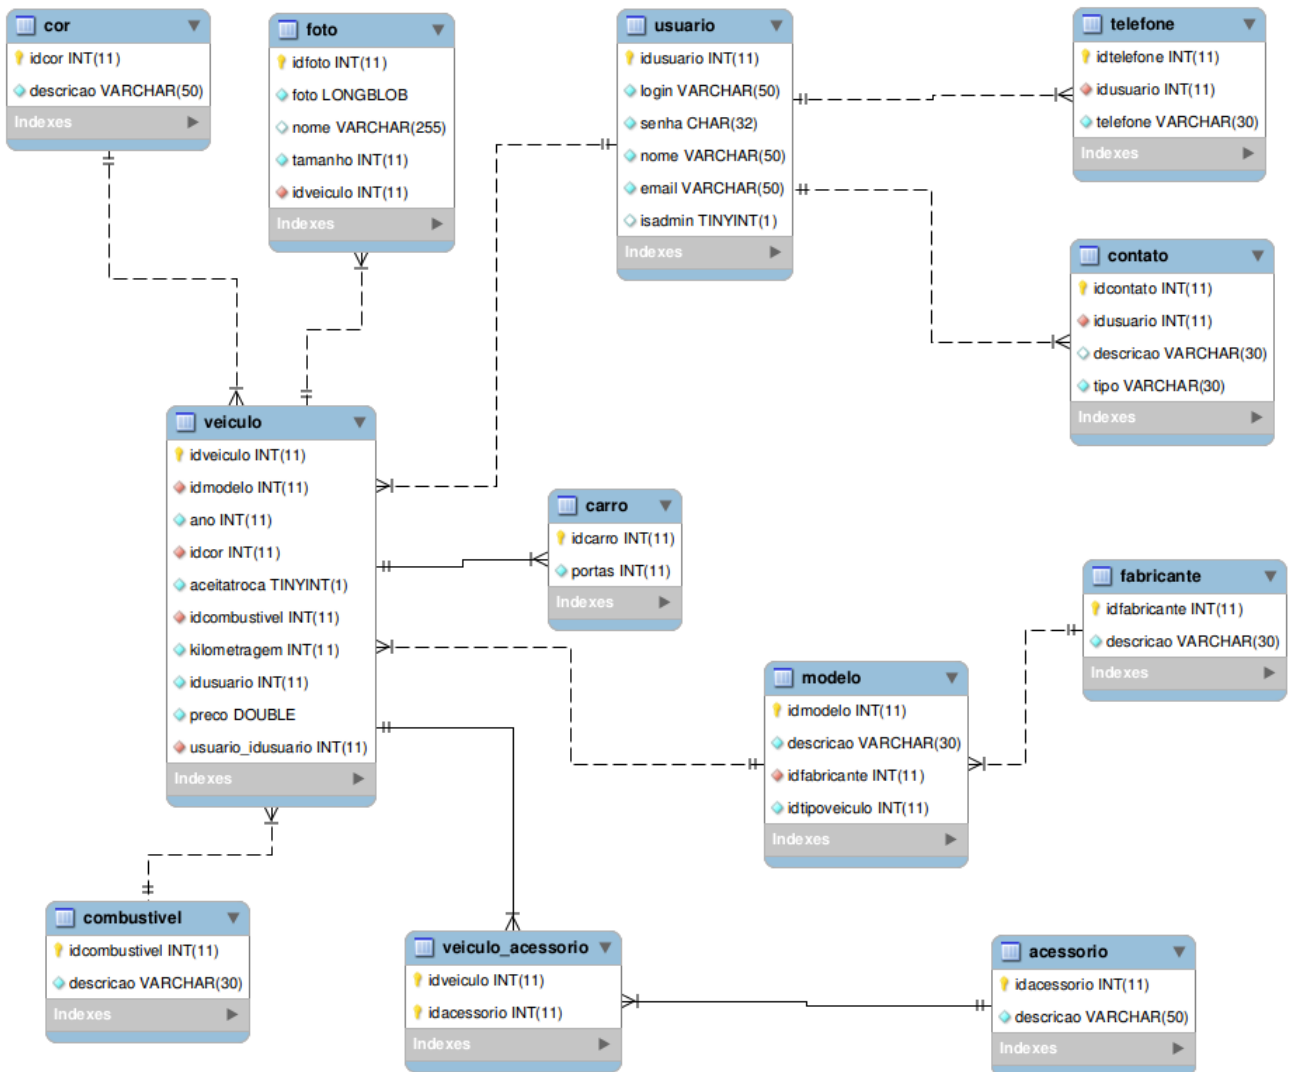 cor
idcor INT(11)
descricao VARCHAR(50)
Indexes
foto
idfoto INT(11)
foto LONGBLOB
nome VARCHAR(255)
tamanho INT(11)
idveiculo INT(11)
Indexes
usuario
idusuario INT(11)
login VARCHAR(50)
senha CHAR(32)
nome VARCHAR(50)
email VARCHAR(50)
isadmin TINYINT(1)
Indexes
telefone
idtelefone INT(11)
idusuario INT(11)
telefone VARCHAR(30)
Indexes
contato
idcontato INT(11)
idusuario INT(11)
descricao VARCHAR(30)
tipo VARCHAR(30)
Indexes
veiculo
idveiculo INT(11)
idmodelo INT(11)
ano INT(11)
idcor INT(11)
aceitatroca TINYINT(1)
idcombustivel INT(11)
kilometragem INT(11)
idusuario INT(11)
preco DOUBLE
usuario_idusuario INT(11)
Indexes
carro
idcarro INT(11)
portas INT(11)
Indexes
fabricante
idfabricante INT(11)
descricao VARCHAR(30)
Indexes
modelo
idmodelo INT(11)
descricao VARCHAR(30)
idfabricante INT(11)
idtipoveiculo INT(11)
Indexes
combustivel
idcombustivel INT(11)
descricao VARCHAR(30)
Indexes
veiculo_acessorio
idveiculo INT(11)
idacessorio INT(11)
Indexes
acessorio
idacessorio INT(11)
descricao VARCHAR(50)
Indexes